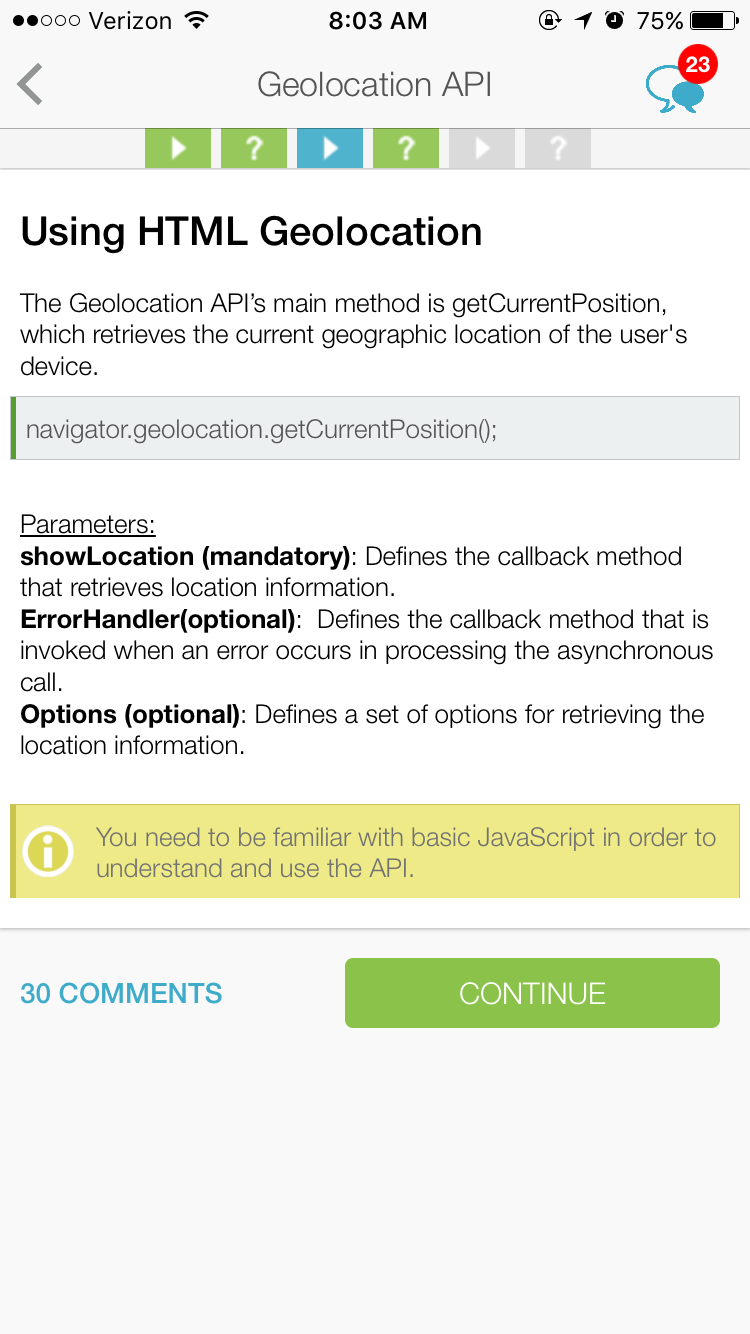 Verizon 8:03 AM 75%
Geolocation API 23
? ? ?
Using HTML Geolocation
The Geolocation API’s main method is getCurrentPosition,
which retrieves the current geographic location of the user's
device.
navigator.geolocation.getCurrentPosition();
Parameters:
showLocation (mandatory): Defines the callback method
that retrieves location information.
ErrorHandler(optional):  Defines the callback method that is
invoked when an error occurs in processing the asynchronous
call.
Options (optional): Defines a set of options for retrieving the
location information.
You need to be familiar with basic JavaScript in order to
understand and use the API.
30 COMMENTS CONTINUE